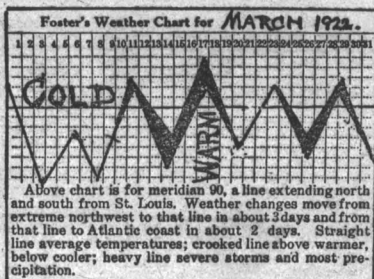 Foster's Weather Chart for MARCH 1922.
1 2 3 4 5 6 7 8 9 10 11 12 13 14 15 16 17 18 19 20 21 22 23 24 25 26 27 28 29 30 31
COLD
WARM
Above chart is for meridian 90, a line extending north
and south from St. Louis. Weather changes move from
extreme northwest to that line in about 3 days and from
that line to Atlantic coast in about 2 days. Straight
line average temperatures; crooked line above warmer,
below cooler; heavy line severe storms and most pre-
cipitation.